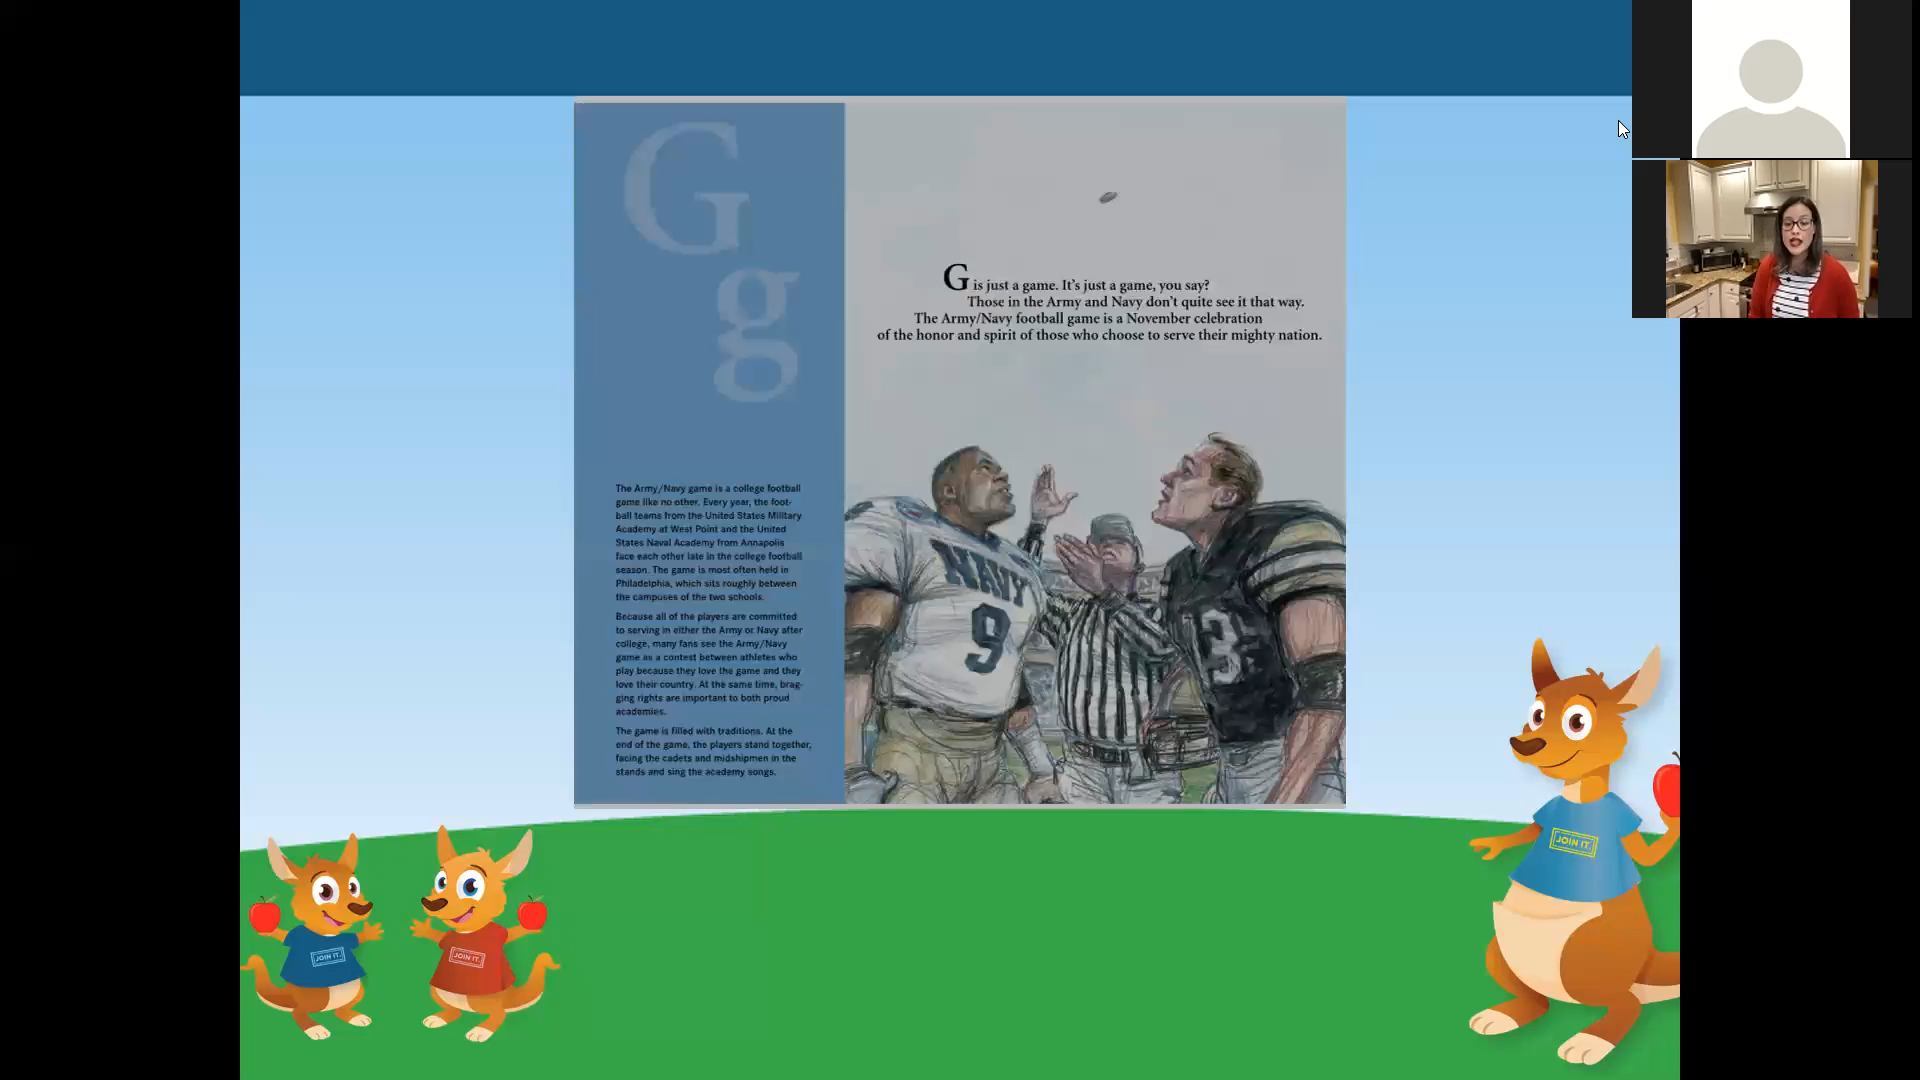 G
g
G is just a game. It's just a game, you say?
Those in the Army and Navy don't quite see it that way.
The Army/Navy football game is a November celebration
of the honor and spirit of those who choose to serve their mighty nation.
The Army/Navy game is a college football
game like no other. Every year, the foot-
ball teams from the United States Military
Academy at West Point and the United
States Naval Academy from Annapolis
face each other late in the college football
season. The game is most often held in
Philadelphia, which sits roughly between
the campuses of the two schools.
Because all of the players are committed
to serving in either the Army or Navy after
college, many fans see the Army/Navy
game as a contest between athletes who
play because they love the game and they
love their country. At the same time, brag-
ging rights are important to both proud
academies.
The game is filled with traditions. At the
end of the game, the players stand together,
facing the cadets and midshipmen in the
stands and sing the academy songs.
NAVY
9
JOIN IT.
JOIN IT.
JOIN IT.